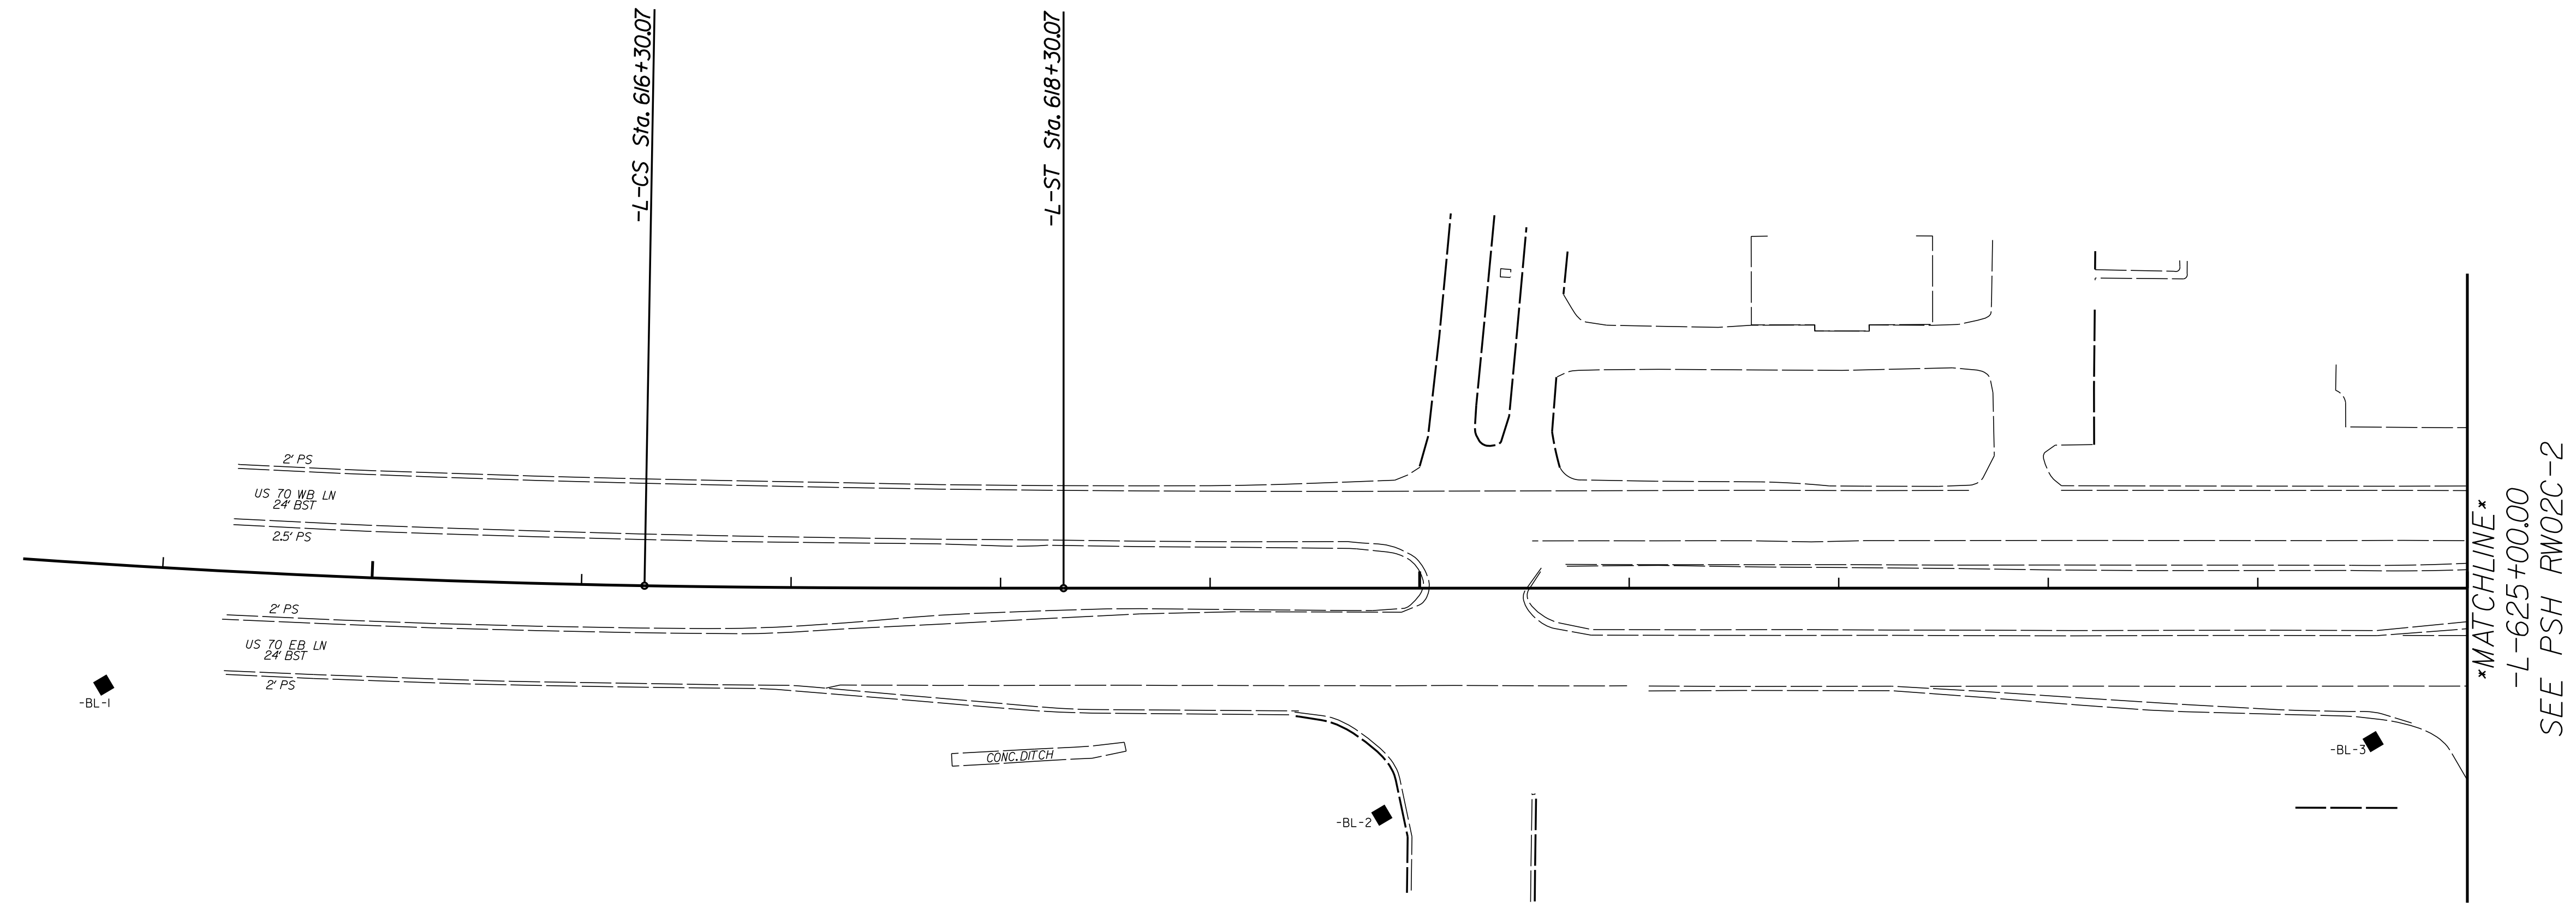 -L-CS Sta. 616+30.07
-L-ST Sta. 618+30.07
2' PS
US 70 WB LN
24' BST
2.5' PS
2' PS
US 70 EB LN
24' BST
2' PS
-BL-1
CONC.DITCH
-BL-2
-BL-3
*MATCHLINE*
-L-625+00.00
SEE PSH RW02C-2